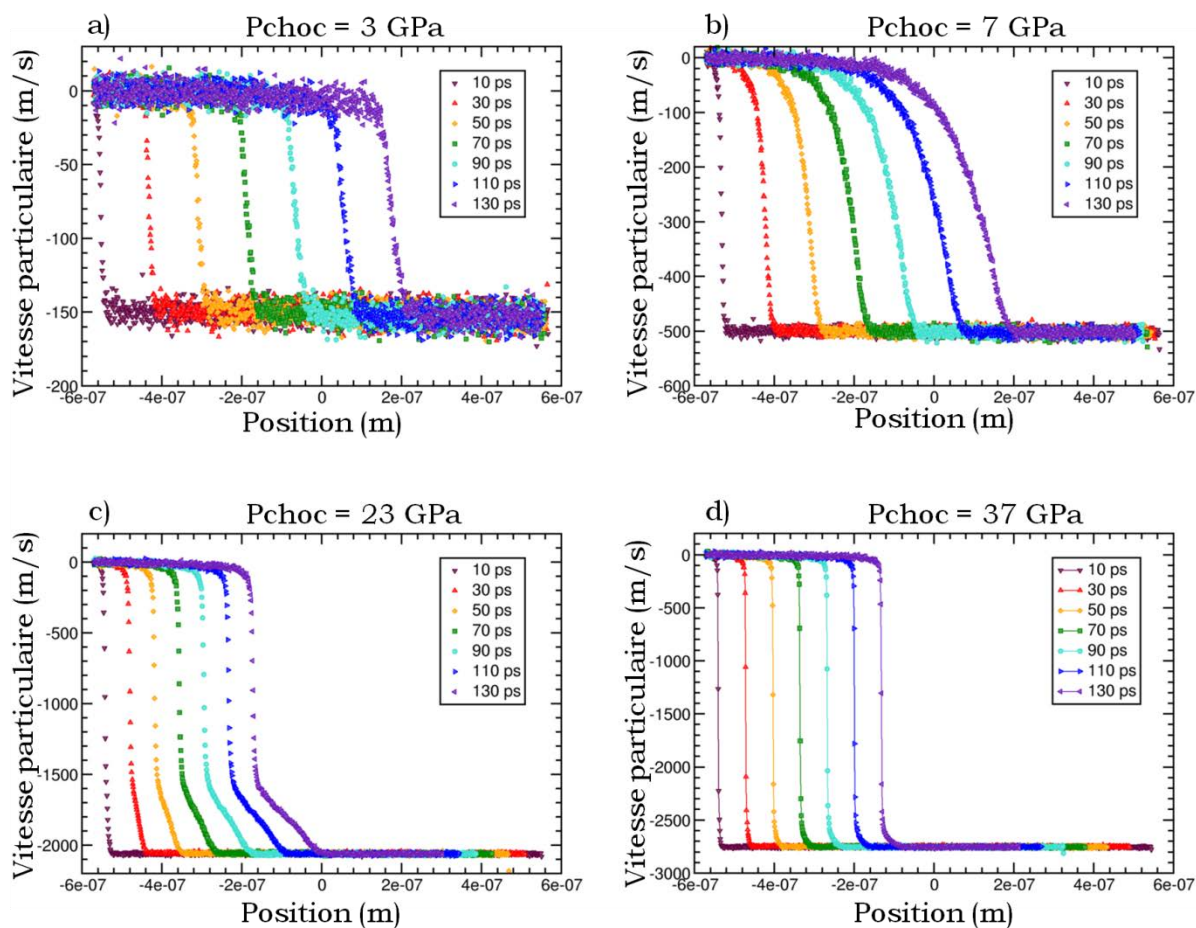 a) Pchoc = 3 GPa
Vitesse particulaire (m/s)
0
-50
-100
-150
-200
10 ps
30 ps
50 ps
70 ps
90 ps
110 ps
130 ps
-6e-07 -4e-07 -2e-07 0 2e-07 4e-07 6e-07
Position (m)
b) Pchoc = 7 GPa
Vitesse particulaire (m/s)
0
-100
-200
-300
-400
-500
-600
10 ps
30 ps
50 ps
70 ps
90 ps
110 ps
130 ps
-6e-07 -4e-07 -2e-07 0 2e-07 4e-07 6e-07
Position (m)
c) Pchoc = 23 GPa
Vitesse particulaire (m/s)
0
-500
-1000
-1500
-2000
10 ps
30 ps
50 ps
70 ps
90 ps
110 ps
130 ps
-6e-07 -4e-07 -2e-07 0 2e-07 4e-07 6e-07
Position (m)
d) Pchoc = 37 GPa
Vitesse particulaire (m/s)
0
-500
-1000
-1500
-2000
-2500
-3000
10 ps
30 ps
50 ps
70 ps
90 ps
110 ps
130 ps
-6e-07 -4e-07 -2e-07 0 2e-07 4e-07 6e-07
Position (m)